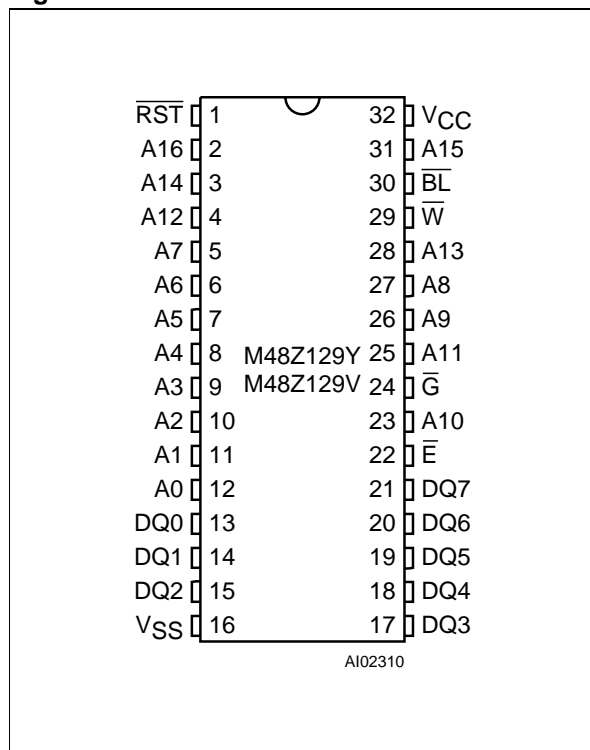 R̅S̅T̅ 1 32 VCC
A16 2 31 A15
A14 3 30 B̅L̅
A12 4 29 W̅
A7 5 28 A13
A6 6 27 A8
A5 7 26 A9
A4 8 M48Z129Y 25 A11
A3 9 M48Z129V 24 G̅
A2 10 23 A10
A1 11 22 E̅
A0 12 21 DQ7
DQ0 13 20 DQ6
DQ1 14 19 DQ5
DQ2 15 18 DQ4
VSS 16 17 DQ3
AI02310